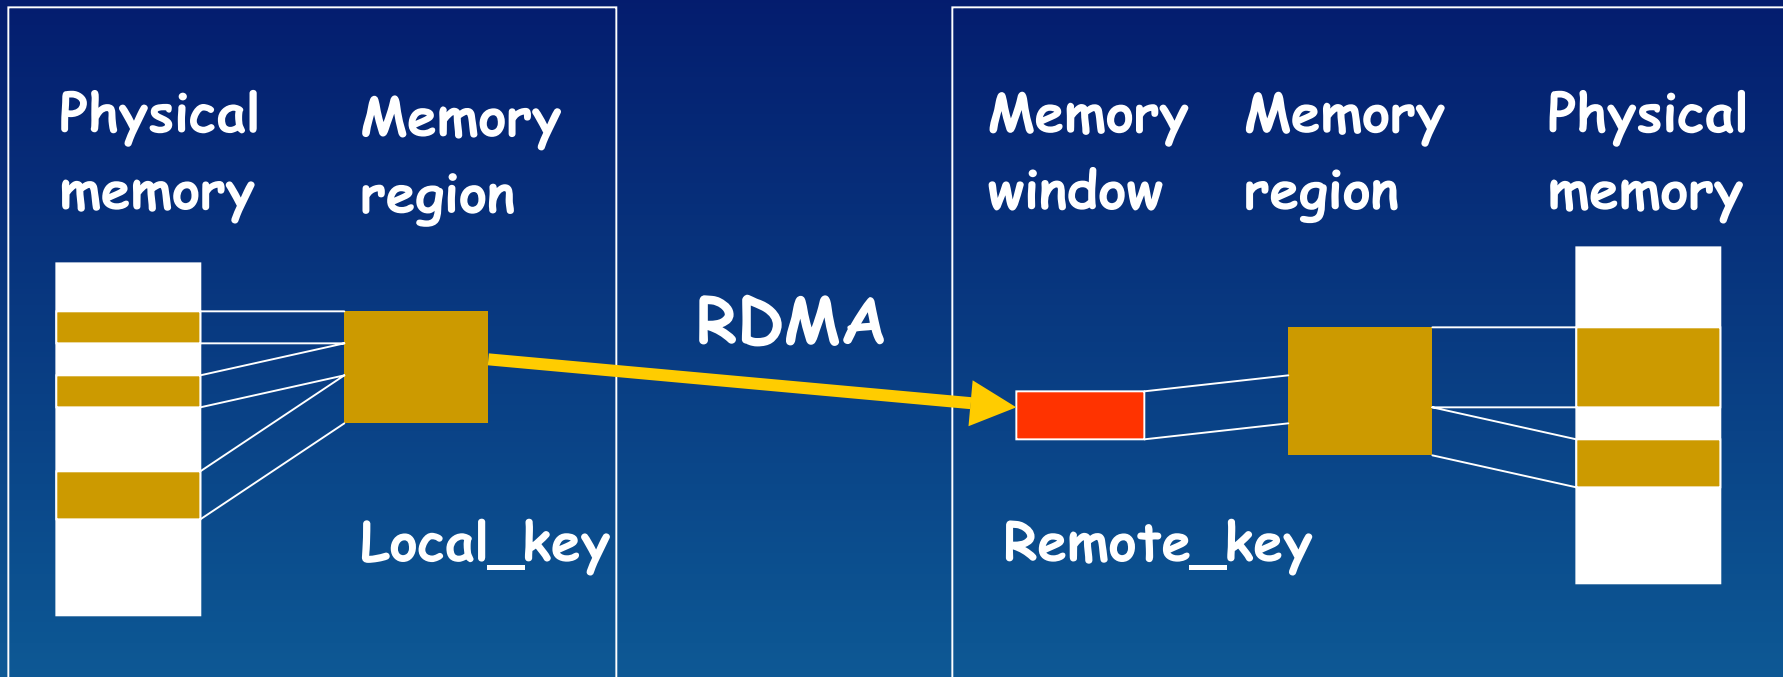 Physical
memory
Memory
region
Local_key
RDMA
Memory
window
Memory
region
Physical
memory
Remote_key